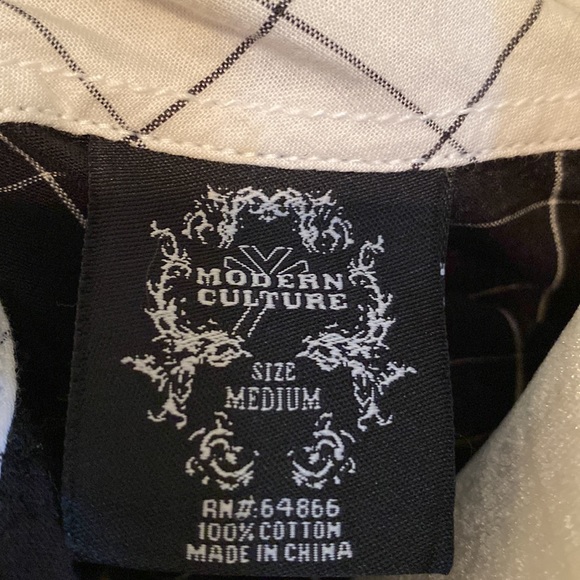 MODERN
CULTURE
SIZE
MEDIUM
RN#:64866
100% COTTON
MADE IN CHINA